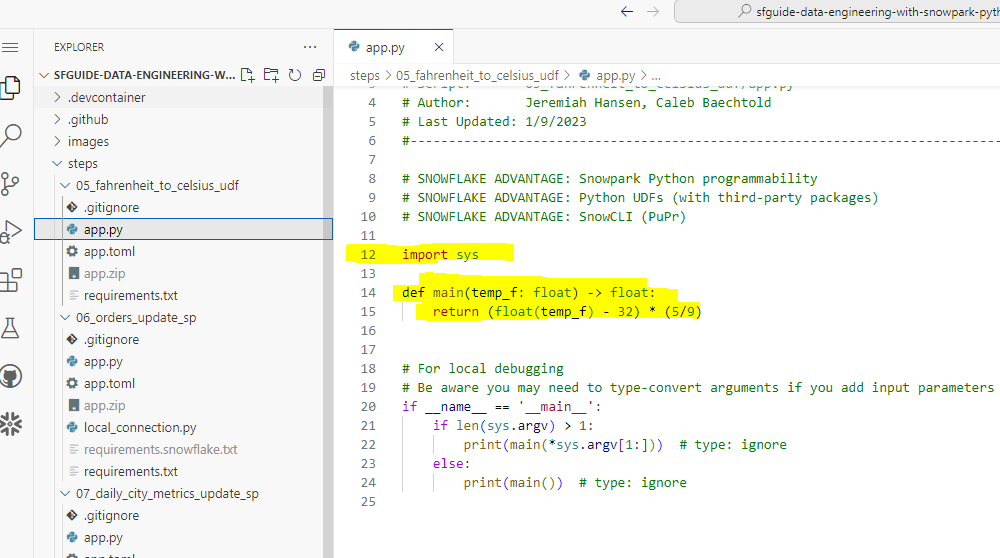 sfguide-data-engineering-with-snowpark-pyth
EXPLORER
SFGUIDE-DATA-ENGINEERING-W...
.devcontainer
.github
images
steps
05_fahrenheit_to_celsius_udf
.gitignore
app.py
app.toml
app.zip
requirements.txt
06_orders_update_sp
.gitignore
app.py
app.toml
app.zip
local_connection.py
requirements.snowflake.txt
requirements.txt
07_daily_city_metrics_update_sp
.gitignore
app.py
app.toml
app.py
steps > 05_fahrenheit_to_celsius_udf > app.py > ...
3 # Script: 05_fahrenheit_to_celsius_udf/app.py
4 # Author: Jeremiah Hansen, Caleb Baechtold
5 # Last Updated: 1/9/2023
6 #------------------------------------------------------------------------------
7
8 # SNOWFLAKE ADVANTAGE: Snowpark Python programmability
9 # SNOWFLAKE ADVANTAGE: Python UDFs (with third-party packages)
10 # SNOWFLAKE ADVANTAGE: SnowCLI (PuPr)
11
12 import sys
13
14 def main(temp_f: float) -> float:
15     return (float(temp_f) - 32) * (5/9)
16
17
18 # For local debugging
19 # Be aware you may need to type-convert arguments if you add input parameters
20 if __name__ == '__main__':
21     if len(sys.argv) > 1:
22         print(main(*sys.argv[1:]))  # type: ignore
23     else:
24         print(main())  # type: ignore
25